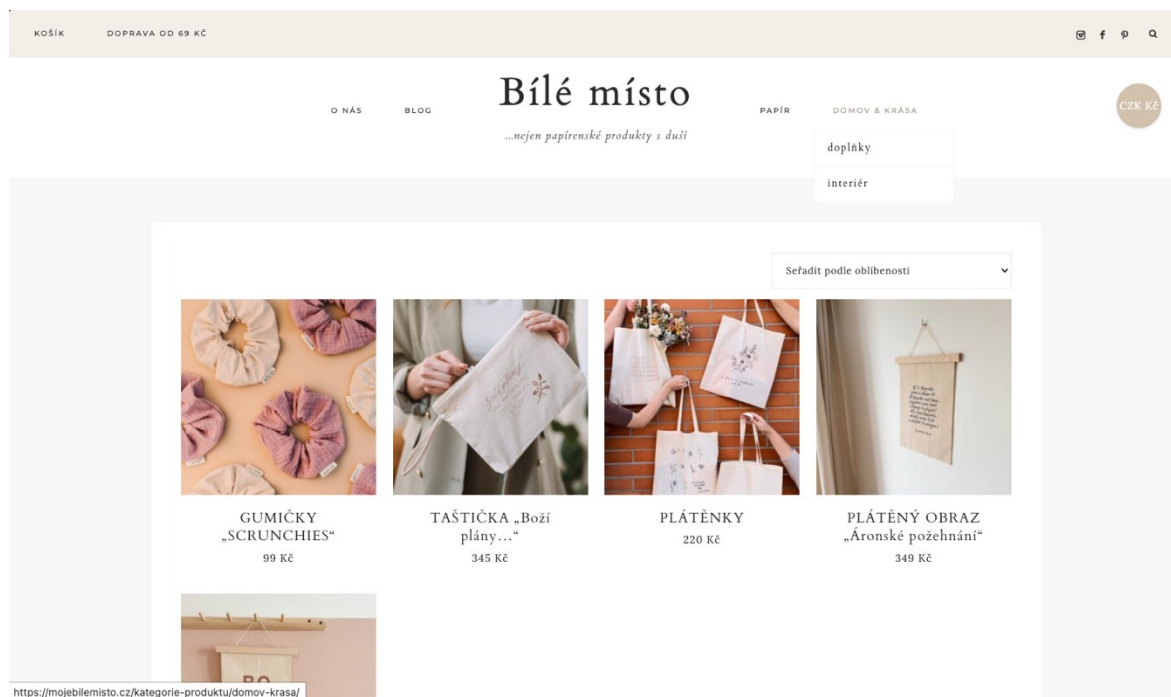 KOŠÍK DOPRAVA OD 69 KČ
Bílé místo
O NÁS BLOG PAPÍR DOMOV & KRÁSA
CZK Kč
...nejen papírenské produkty s duší
doplňky
interiér
Seřadit podle oblíbenosti
GUMIČKY
„SCRUNCHIES“
99 Kč
TAŠTIČKA „Boží
plány…“
345 Kč
PLÁTĚNKY
220 Kč
PLÁTĚNÝ OBRAZ
„Áronské požehnání“
349 Kč
BO
https://mojebilemisto.cz/kategorie-produktu/domov-krasa/